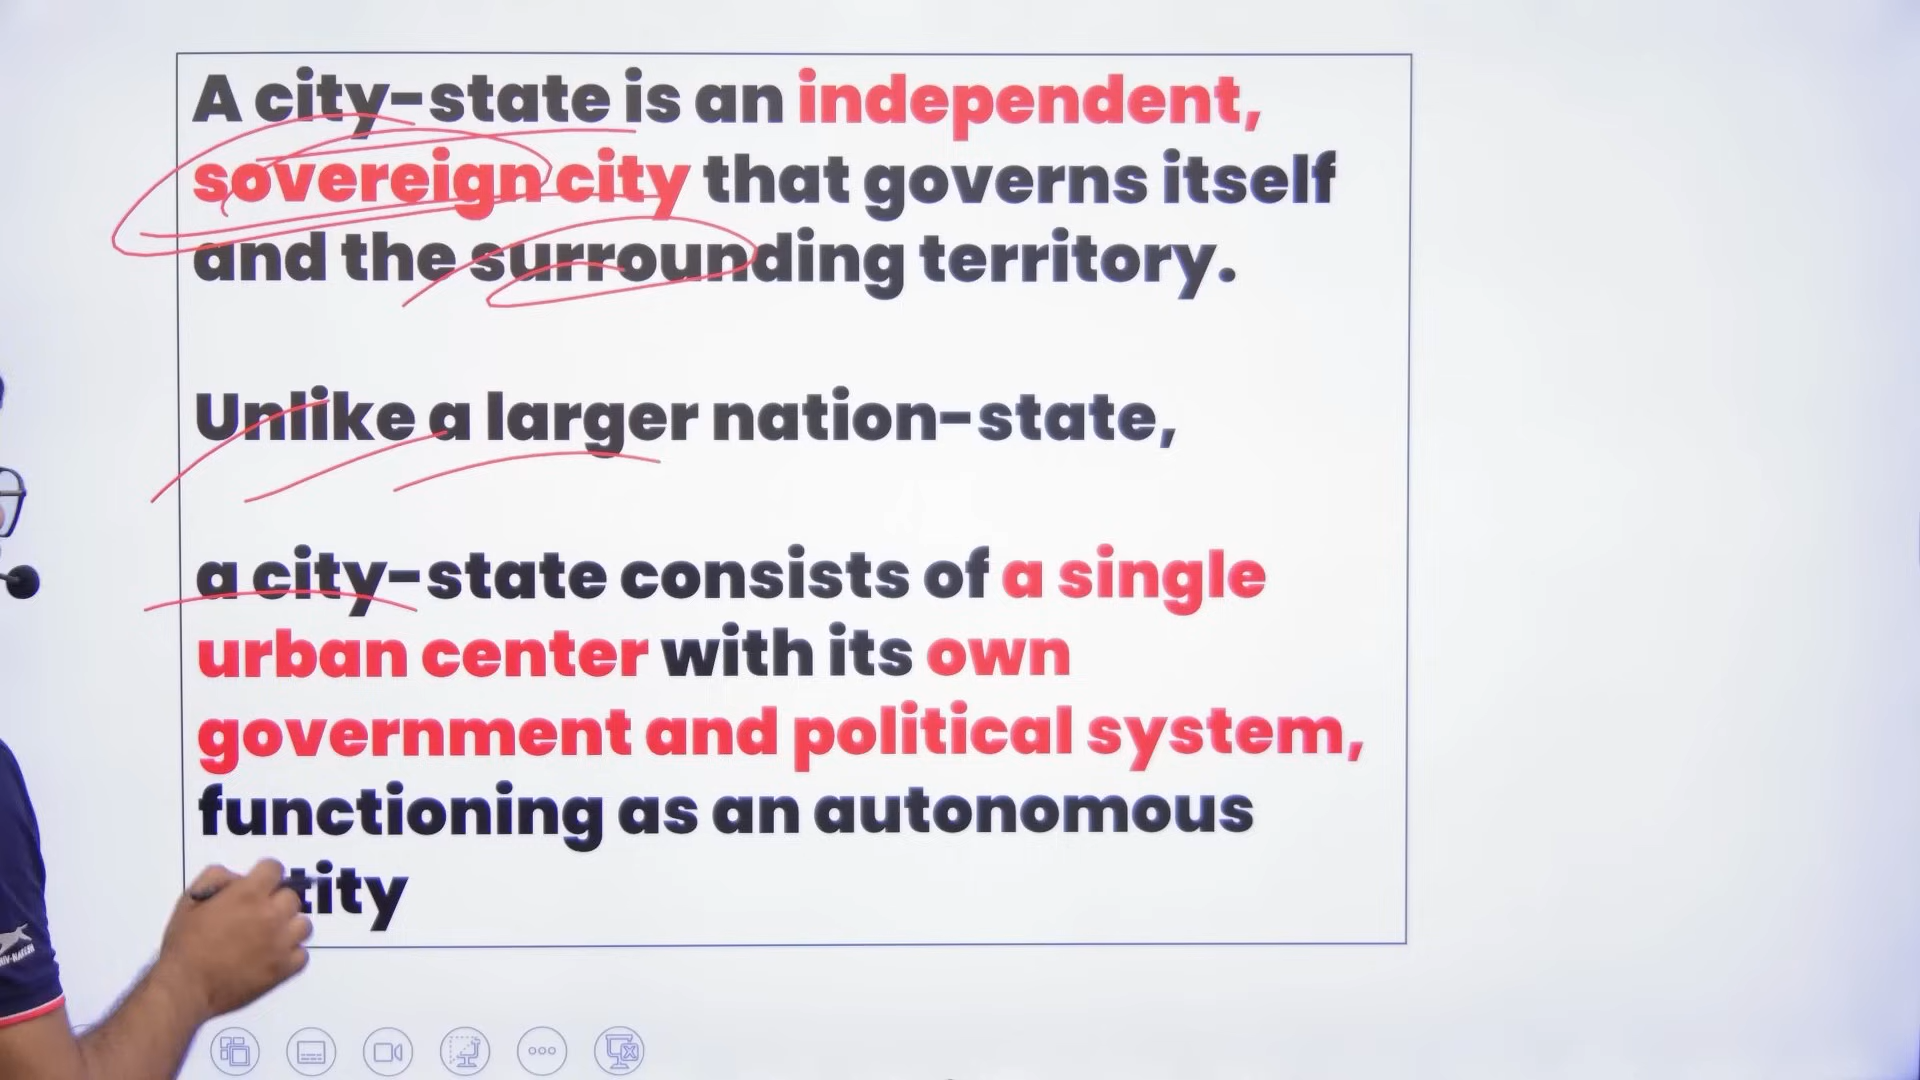 A city-state is an independent,
sovereign city that governs itself
and the surrounding territory.
Unlike a larger nation-state,
a city-state consists of a single
urban center with its own
government and political system,
functioning as an autonomous